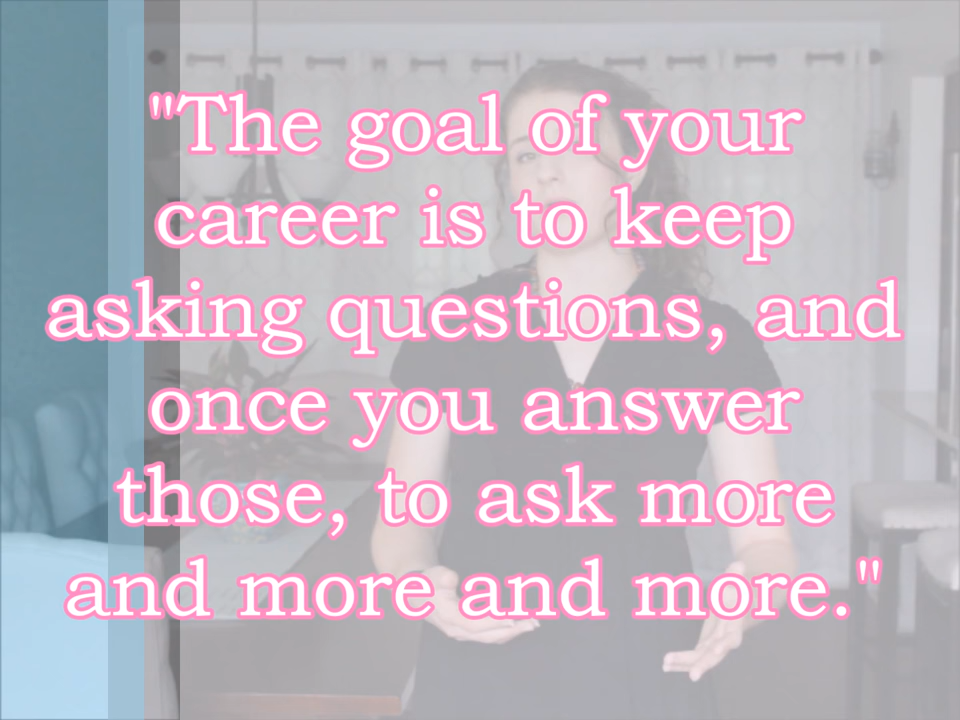 "The goal of your
career is to keep
asking questions, and
once you answer
those, to ask more
and more and more."